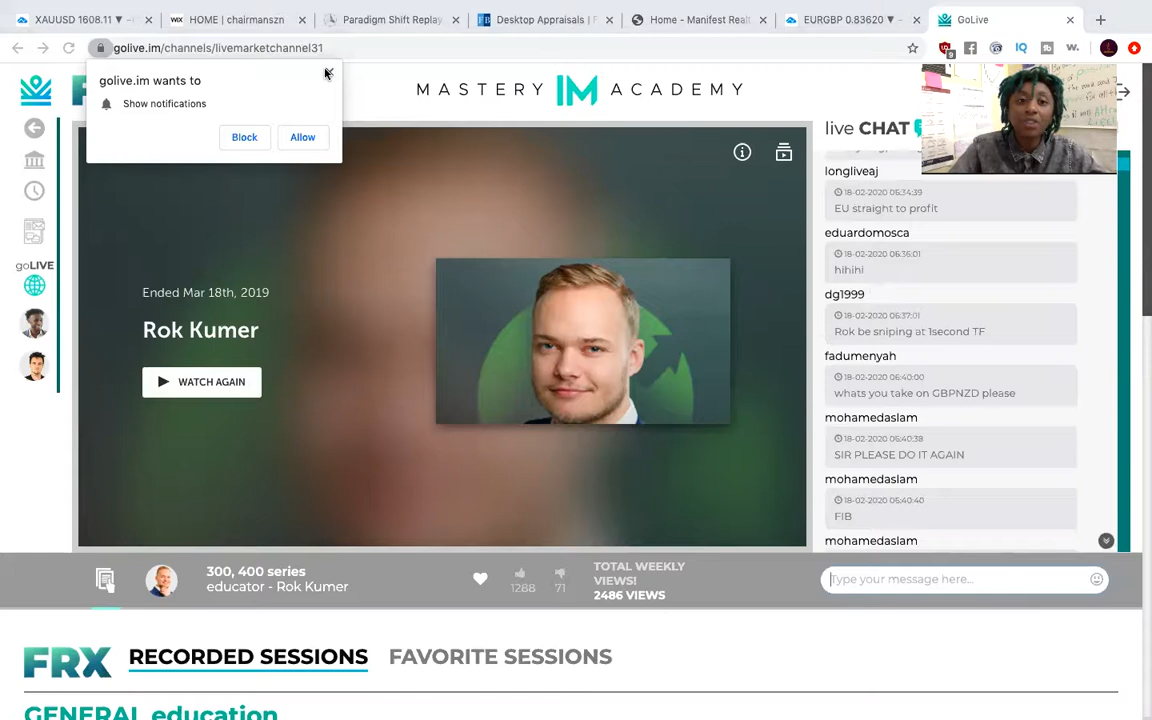 XAUUSD 1608.11 ▼
HOME | chairmanszn
Paradigm Shift Replay
Desktop Appraisals | F
Home - Manifest Realt
EURGBP 0.83620 ▼
GoLive
golive.im/channels/livemarketchannel31
golive.im wants to
Show notifications
Block
Allow
MASTERY IM ACADEMY
live CHAT
longliveaj
18-02-2020 06:34:39
EU straight to profit
eduardomosca
18-02-2020 06:36:01
hihihi
dg1999
18-02-2020 06:37:01
Rok be sniping at 1second TF
fadumenyah
18-02-2020 06:40:00
whats you take on GBPNZD please
mohamedaslam
18-02-2020 06:40:38
SIR PLEASE DO IT AGAIN
mohamedaslam
18-02-2020 06:40:40
FIB
mohamedaslam
goLIVE
Ended Mar 18th, 2019
Rok Kumer
WATCH AGAIN
300, 400 series
educator - Rok Kumer
1288
71
TOTAL WEEKLY
VIEWS!
2486 VIEWS
Type your message here...
FRX RECORDED SESSIONS FAVORITE SESSIONS
GENERAL education